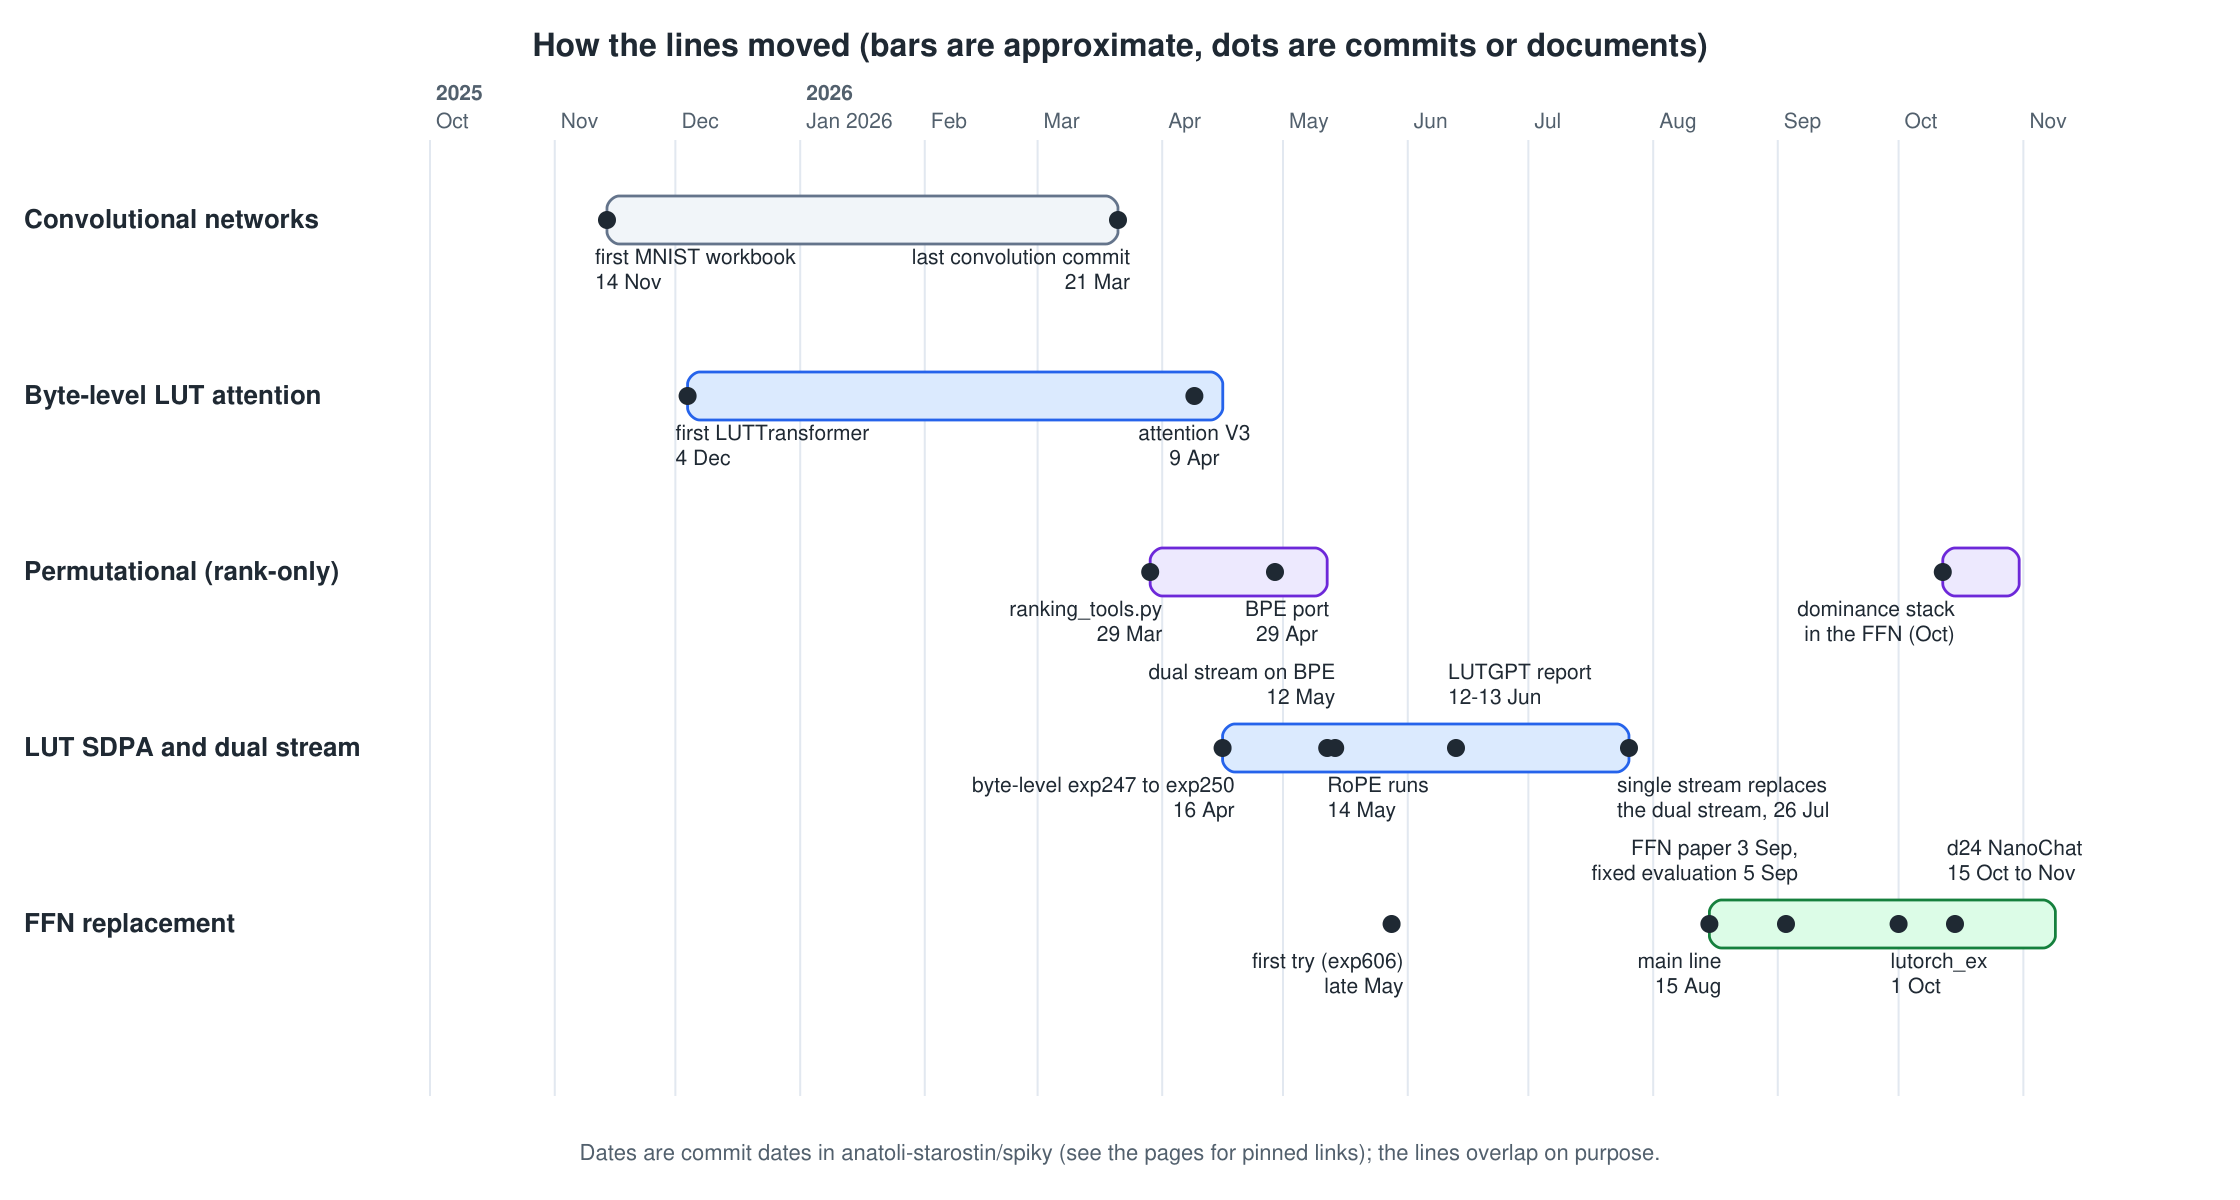 How the lines moved (bars are approximate, dots are commits or documents)
2025
2026
Oct
Nov
Dec
Jan 2026
Feb
Mar
Apr
May
Jun
Jul
Aug
Sep
Oct
Nov
Convolutional networks
first MNIST workbook
14 Nov
last convolution commit
21 Mar
Byte-level LUT attention
first LUTTransformer
4 Dec
attention V3
9 Apr
Permutational (rank-only)
ranking_tools.py
29 Mar
BPE port
29 Apr
dominance stack
in the FFN (Oct)
dual stream on BPE
12 May
LUTGPT report
12-13 Jun
LUT SDPA and dual stream
byte-level exp247 to exp250
16 Apr
RoPE runs
14 May
single stream replaces
the dual stream, 26 Jul
FFN paper 3 Sep,
fixed evaluation 5 Sep
d24 NanoChat
15 Oct to Nov
FFN replacement
first try (exp606)
late May
main line
15 Aug
lutorch_ex
1 Oct
Dates are commit dates in anatoli-starostin/spiky (see the pages for pinned links); the lines overlap on purpose.